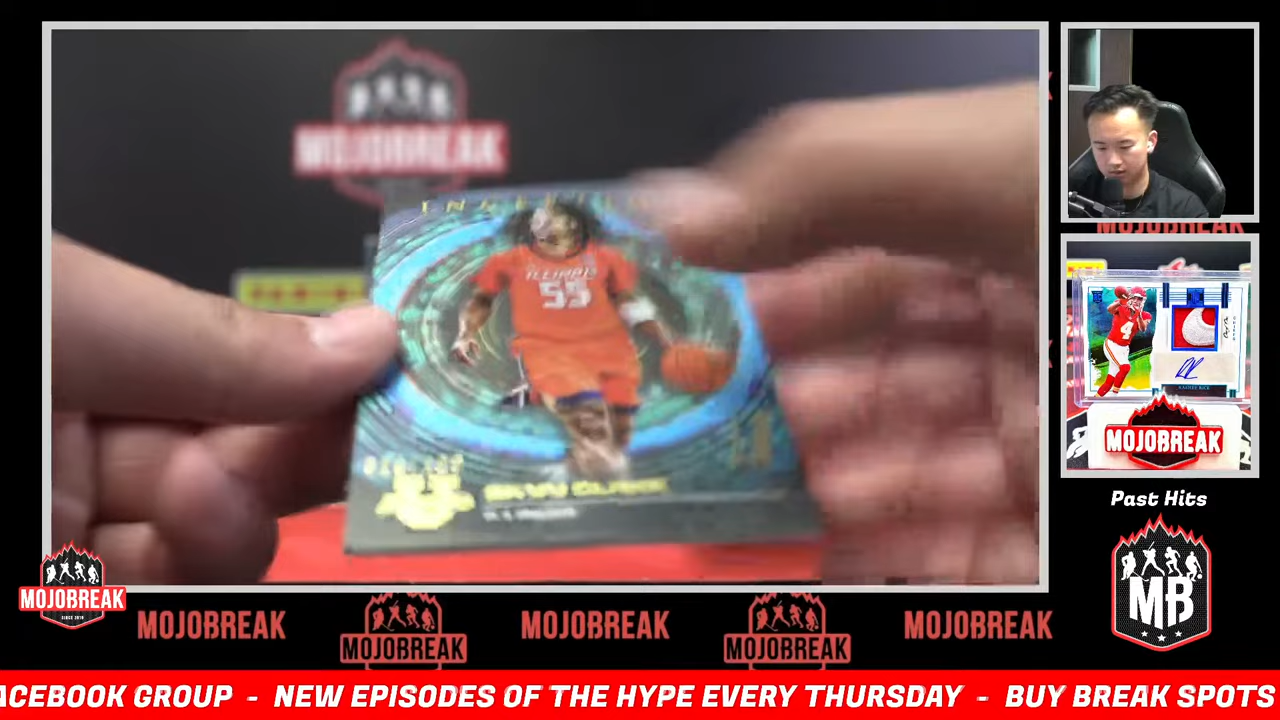 MOJOBREAK
ILLINOIS
55
MOJOBREAK
MOJOBREAK
Past Hits
MB
MOJOBREAK
MOJOBREAK
MOJOBREAK
MOJOBREAK
MOJOBREAK
MOJOBREAK
ACEBOOK GROUP - NEW EPISODES OF THE HYPE EVERY THURSDAY - BUY BREAK SPOTS